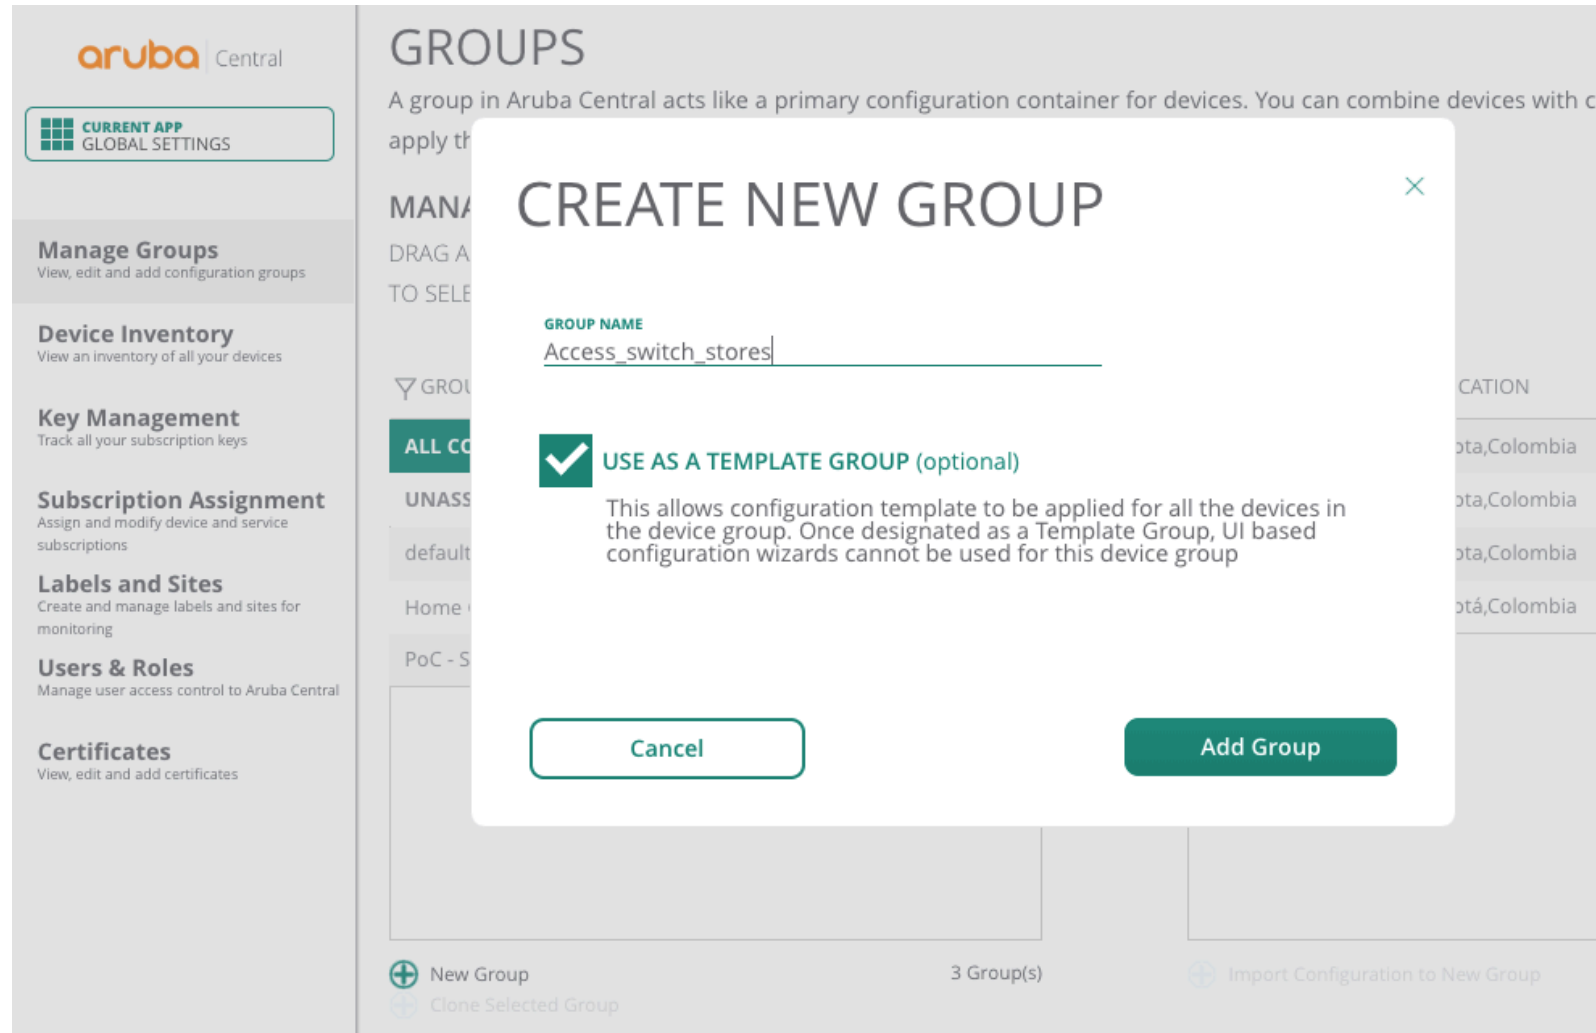 aruba Central
CURRENT APP
GLOBAL SETTINGS
Manage Groups
View, edit and add configuration groups
Device Inventory
View an inventory of all your devices
Key Management
Track all your subscription keys
Subscription Assignment
Assign and modify device and service
subscriptions
Labels and Sites
Create and manage labels and sites for
monitoring
Users & Roles
Manage user access control to Aruba Central
Certificates
View, edit and add certificates
GROUPS
A group in Aruba Central acts like a primary configuration container for devices. You can combine devices with c
apply th
MANA
DRAG A
TO SELE
GROU
ALL CO
UNASS
default
Home
PoC - S
CREATE NEW GROUP
GROUP NAME
Access_switch_stores
USE AS A TEMPLATE GROUP (optional)
This allows configuration template to be applied for all the devices in
the device group. Once designated as a Template Group, UI based
configuration wizards cannot be used for this device group
Cancel
Add Group
CATION
ota,Colombia
ota,Colombia
ota,Colombia
otá,Colombia
New Group
3 Group(s)
Clone Selected Group
Import Configuration to New Group